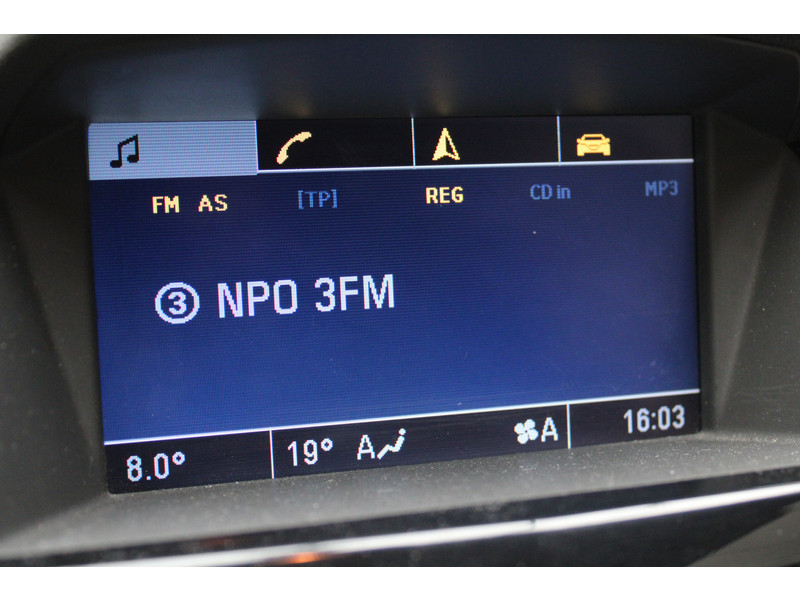 FM AS [TP] REG CD in MP3
3 NPO 3FM
8.0° 19° A A 16:03